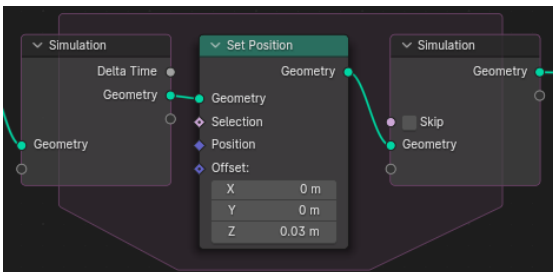 Simulation
Delta Time
Geometry
Geometry
Set Position
Geometry
Geometry
Selection
Position
Offset:
X 0 m
Y 0 m
Z 0.03 m
Simulation
Geometry
Skip
Geometry